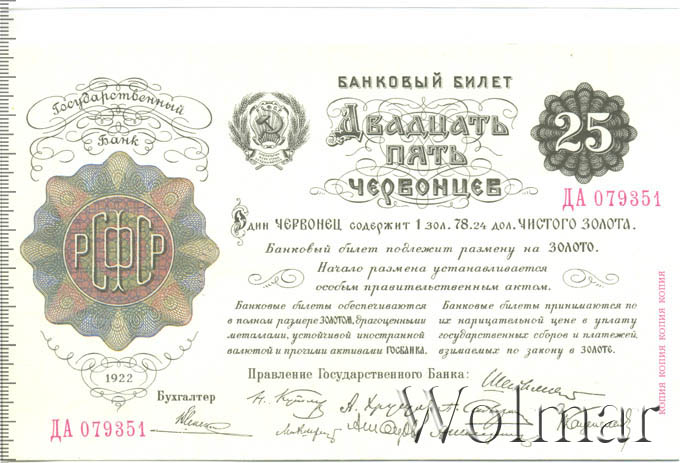 Государственный
Банк
РСФСР
1922
БАНКОВЫЙ БИЛЕТ
Двадцать
пять
червонцев
25
ДА 079351
Один ЧЕРВОНЕЦ содержит 1 зол. 78.24 дол. ЧИСТОГО ЗОЛОТА.
Банковый билет подлежит размену на ЗОЛОТО.
Начало размена устанавливается
особым правительственным актом.
Банковые билеты обеспечиваются
в полном размере ЗОЛОТОМ, драгоценными
металлами, устойчивой иностранной
валютой и прочими активами ГОСБАНКА.
Банковые билеты принимаются по
их нарицательной цене в уплату
государственных сборов и платежей,
взимаемых по закону в ЗОЛОТЕ.
Правление Государственного Банка:
Бухгалтер
ДА 079351
КОПИЯ КОПИЯ КОПИЯ КОПИЯ
Wolmar